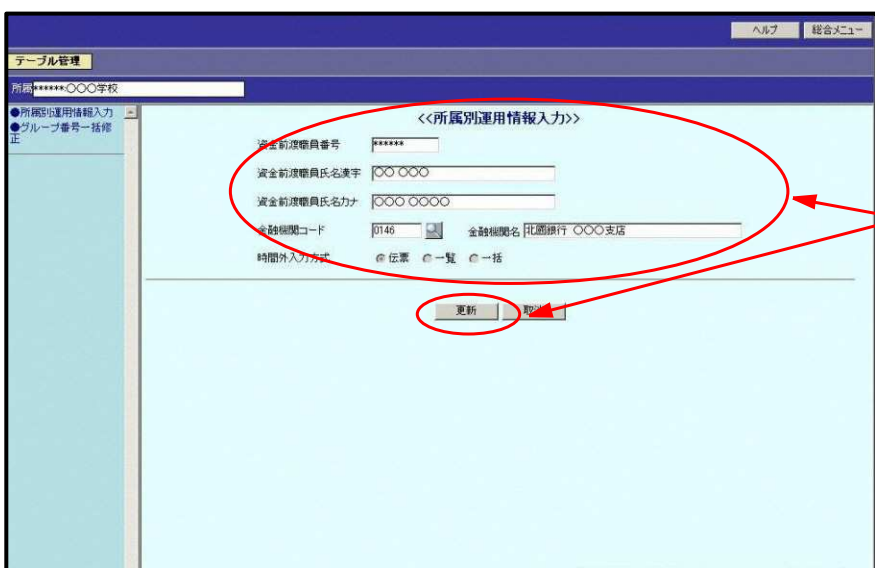 ヘルプ 総合メニュー
テーブル管理
所属******:○○○学校
●所属別運用情報入力
●グループ番号一括修
正
<<所属別運用情報入力>>
資金前渡職員番号 ******
資金前渡職員氏名漢字 ○○ ○○○
資金前渡職員氏名カナ ○○○ ○○○○
金融機関コード 0146 金融機関名 北國銀行 ○○○支店
時間外入力方式 伝票 一覧 一括
更新